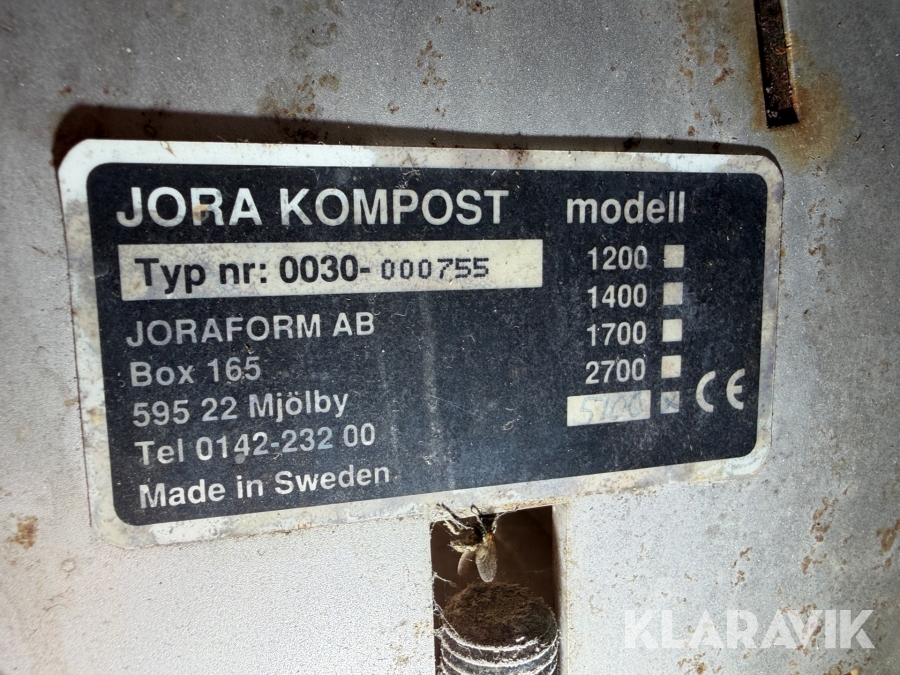 JORA KOMPOST
Typ nr: 0030-000755
JORAFORM AB
Box 165
595 22 Mjölby
Tel 0142-232 00
Made in Sweden
modell
1200
1400
1700
2700
5100
CE
KLARAVIK